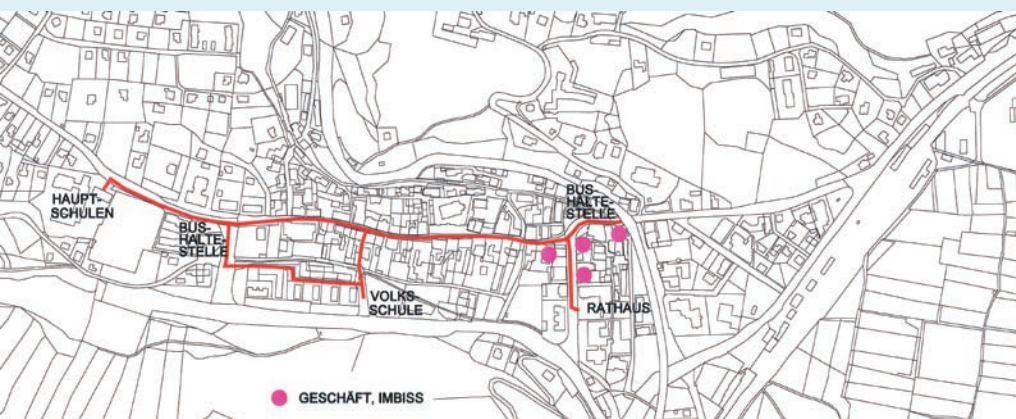 HAUPT-
SCHULEN
BUS-
HALTE-
STELLE
VOLKS-
SCHULE
BUS-
HALTE-
STELLE
RATHAUS
GESCHÄFT, IMBISS